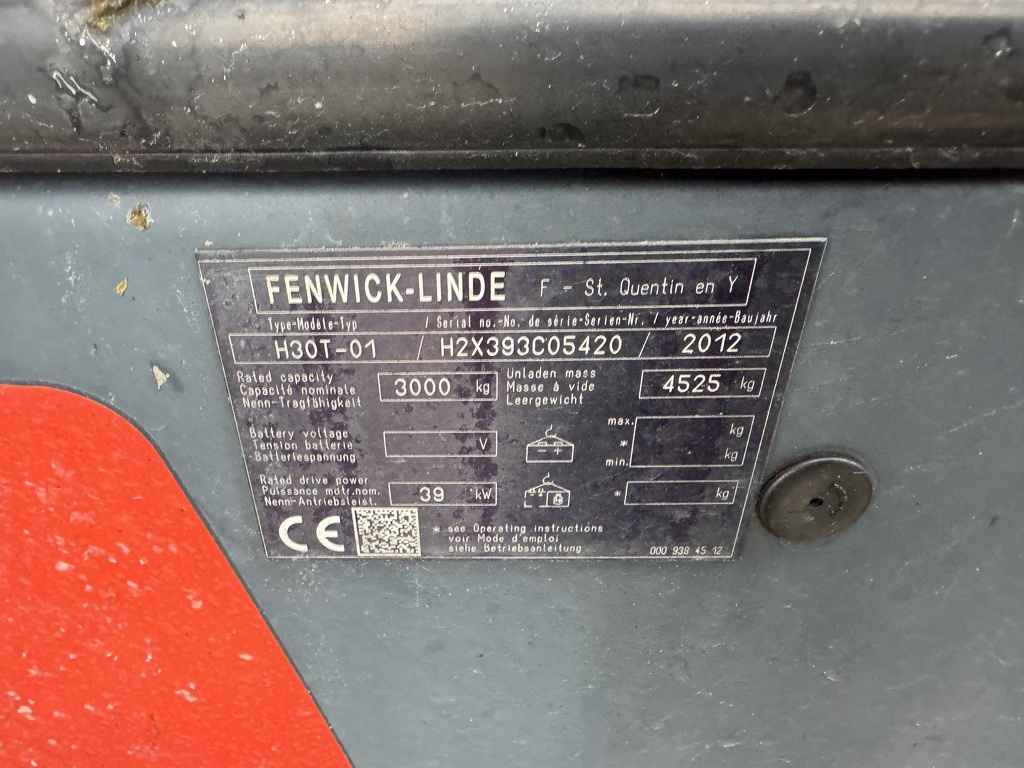 FENWICK-LINDE F - St. Quentin en Y
Type-Modèle-Typ / Serial no.-No. de série-Serien-Nr. / year-année-Baujahr
H30T-01 / H2X393C05420 / 2012
Rated capacity
Capacité nominale
Nenn-Tragfähigkeit
3000 kg
Unladen mass
Masse à vide
Leergewicht
4525 kg
Battery voltage
Tension batterie
Batteriespannung
V
- +
max. kg
*
min. kg
Rated drive power
Puissance motr.nom.
Nenn-Antriebsleist.
39 kW
* kg
CE
* see Operating instructions
voir Mode d'emploi
siehe Betriebsanleitung
000 938 45 12